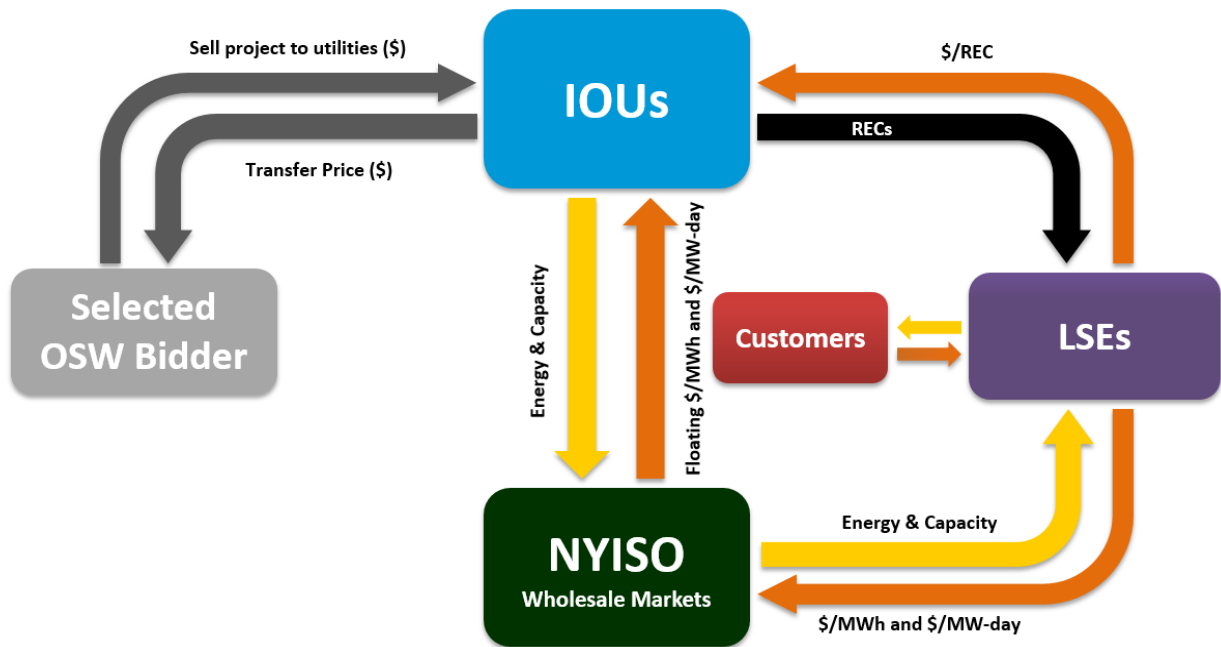 Sell project to utilities ($)
IOUs
$/REC
RECs
Transfer Price ($)
Energy & Capacity
Floating $/MWh and $/MW-day
Selected
OSW Bidder
Customers
LSEs
NYISO
Wholesale Markets
Energy & Capacity
$/MWh and $/MW-day